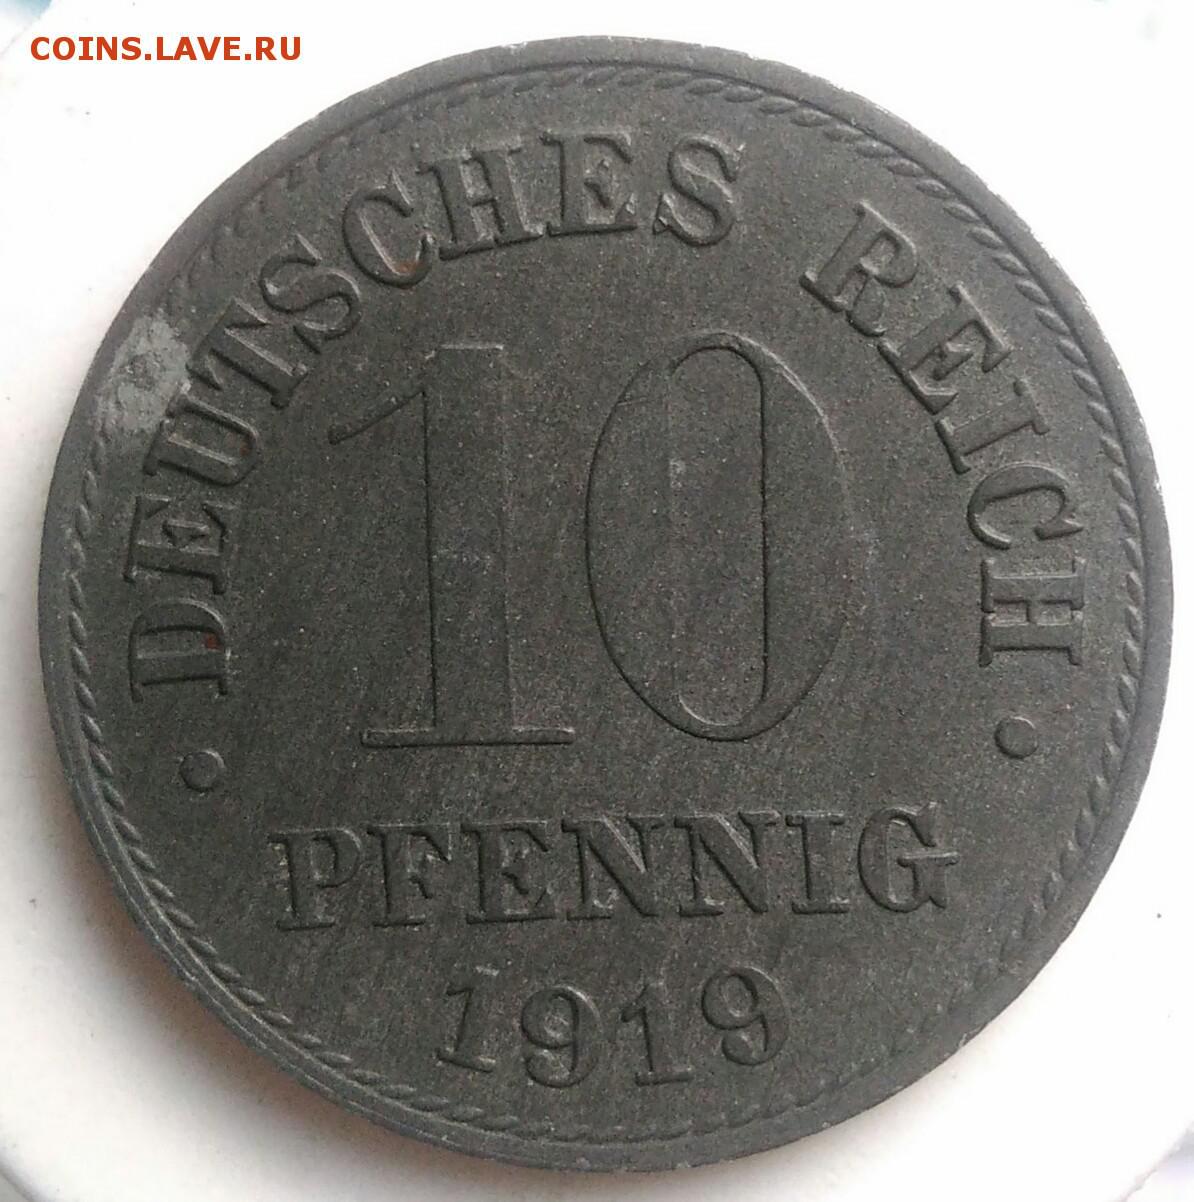 COINS.LAVE.RU
• DEUTSCHES REICH •
10
PFENNIG
1919